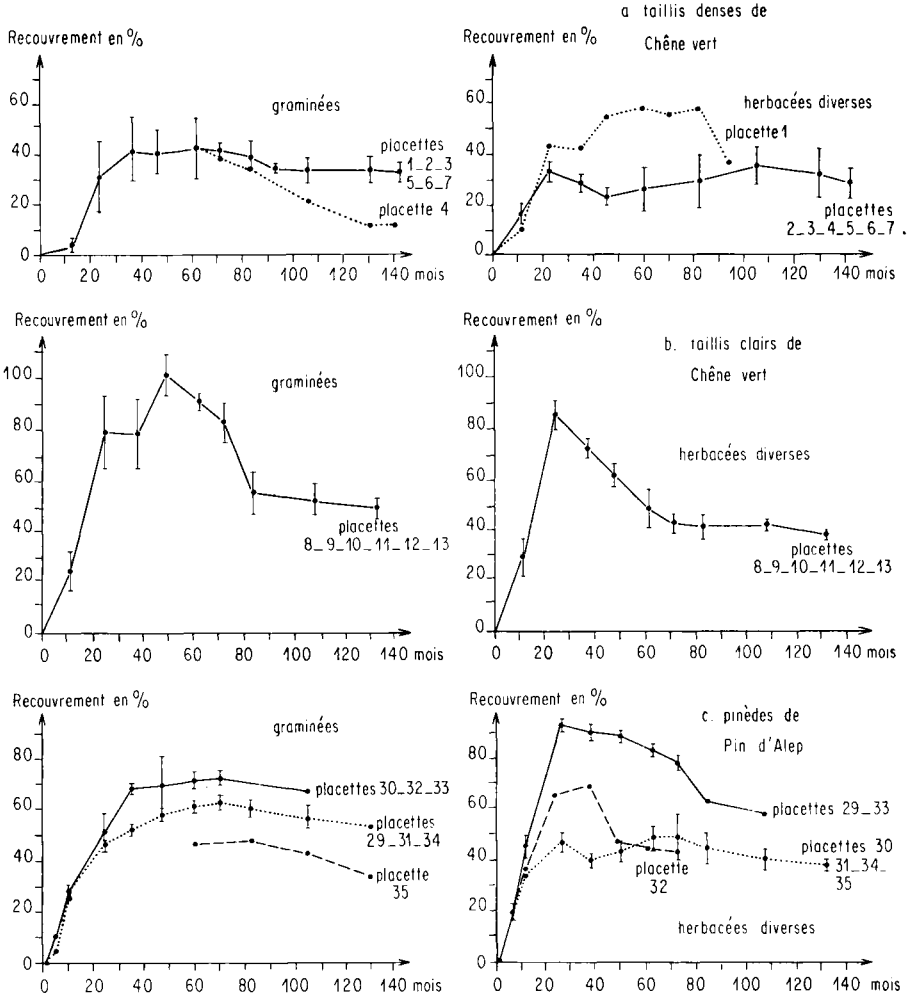 a taillis denses de
Chêne vert
Recouvrement en %
graminées
60
40
20
0
placettes
1_2_3
5_6_7
placette 4
0 20 40 60 80 100 120 140 mois
Recouvrement en %
herbacées diverses
60
40
20
0
placette 1
placettes
2_3_4_5_6_7.
0 20 40 60 80 100 120 140 mois
Recouvrement en %
graminées
100
80
60
40
20
0
placettes
8_9_10_11_12_13
0 20 40 60 80 100 120 140 mois
Recouvrement en %
b. taillis clairs de
Chêne vert
herbacées diverses
100
80
60
40
20
0
placettes
8_9_10_11_12_13
0 20 40 60 80 100 120 140 mois
Recouvrement en %
graminées
80
60
40
20
0
placettes 30_32_33
placettes
29_31_34
placette
35
0 20 40 60 80 100 120 140 mois
Recouvrement en %
c. pinèdes de
Pin d'Alep
80
60
40
20
0
placettes 29_33
placettes 30
31_34_
35
placette
32
herbacées diverses
0 20 40 60 80 100 120 140 mois